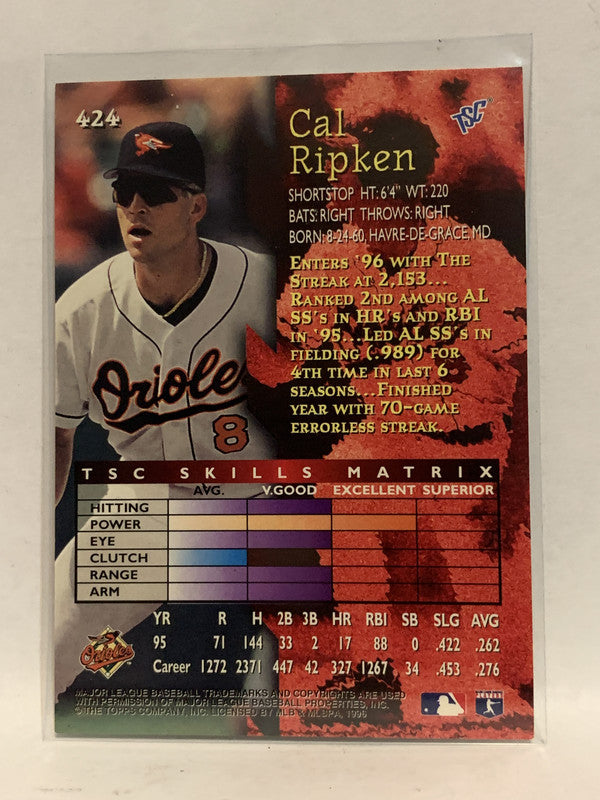 424
TSC
Cal
Ripken
SHORTSTOP HT: 6'4" WT: 220
BATS: RIGHT THROWS: RIGHT
BORN: 8-24-60, HAVRE-DE-GRACE, MD
ENTERS '96 WITH THE
STREAK AT 2,153...
RANKED 2ND AMONG AL
SS'S IN HR'S AND RBI
IN '95...LED AL SS'S IN
FIELDING (.989) FOR
4TH TIME IN LAST 6
SEASONS...FINISHED
YEAR WITH 70-GAME
ERRORLESS STREAK.
Oriole
8
TSC SKILLS MATRIX
AVG. V.GOOD EXCELLENT SUPERIOR
HITTING
POWER
EYE
CLUTCH
RANGE
ARM
YR R H 2B 3B HR RBI SB SLG AVG
95 71 144 33 2 17 88 0 .422 .262
Career 1272 2371 447 42 327 1267 34 .453 .276
Orioles
MAJOR LEAGUE BASEBALL TRADEMARKS AND COPYRIGHTS ARE USED
WITH PERMISSION OF MAJOR LEAGUE BASEBALL PROPERTIES, INC.
©THE TOPPS COMPANY, INC. LICENSED BY MLB & MLBPA, 1996